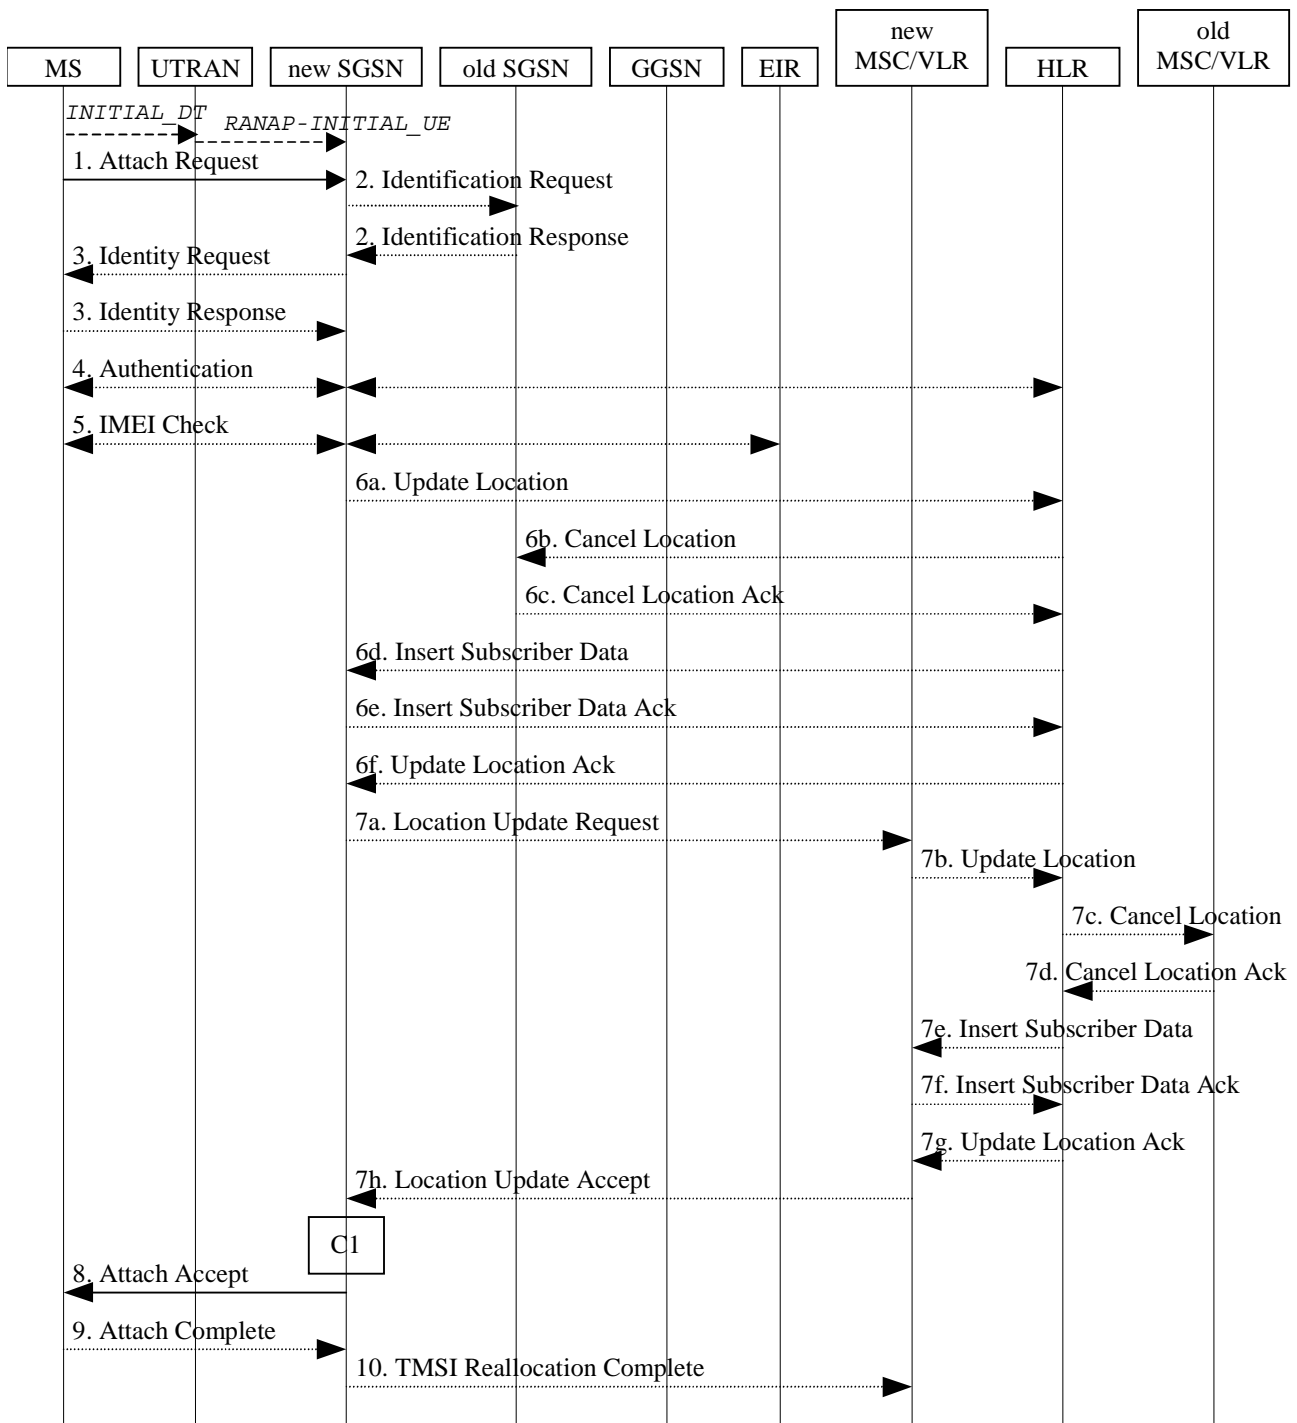 new
old
MS
UTRAN
new SGSN
old SGSN
GGSN
EIR
MSC/VLR
HLR
MSC/VLR
INITIAL_DT
RANAP-INITIAL_UE
1. Attach Request
2. Identification Request
2. Identification Response
3. Identity Request
3. Identity Response
4. Authentication
5. IMEI Check
6a. Update Location
6b. Cancel Location
6c. Cancel Location Ack
6d. Insert Subscriber Data
6e. Insert Subscriber Data Ack
6f. Update Location Ack
7a. Location Update Request
7b. Update Location
7c. Cancel Location
7d. Cancel Location Ack
7e. Insert Subscriber Data
7f. Insert Subscriber Data Ack
7g. Update Location Ack
7h. Location Update Accept
C1
8. Attach Accept
9. Attach Complete
10. TMSI Reallocation Complete